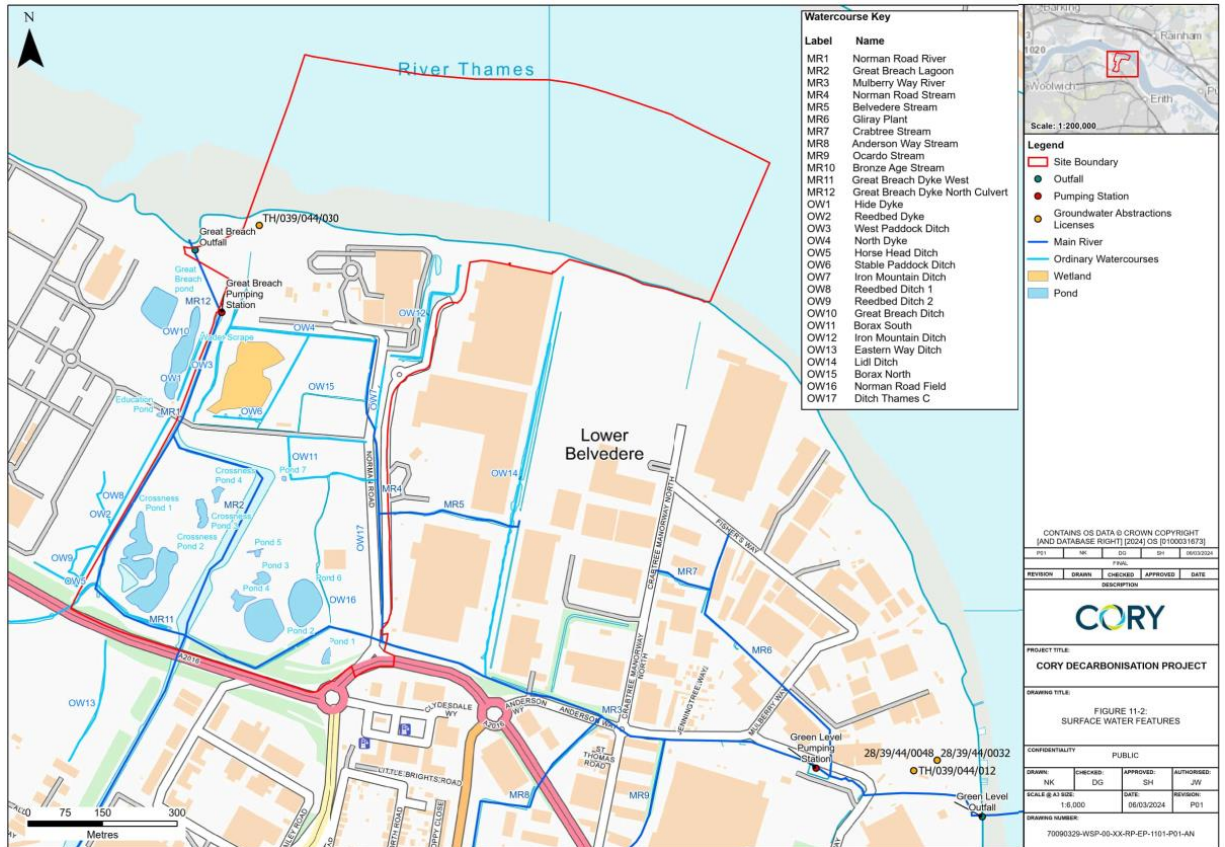 N
River Thames
TH/039/044/030
Great Breach
Outfall
Great
Breach
pond
Great Breach
Pumping
Station
MR12
OW10
OW4
OW12
OW3
OW1
OW15
OW7
OW6
Education
Pond
MR1
OW11
Pond 7
NORMAN ROAD
MR4
OW14
Lower
Belvedere
Crossness
Pond 4
Crossness
Pond 1
MR2
Crossness
Pond 3
Crossness
Pond 2
OW8
OW2
OW9
OW5
Pond 5
Pond 3
Pond 4
Pond 6
OW17
OW16
MR5
Pond 2
Pond 1
MR11
A2016
OW13
CRABTREE MANORWAY NORTH
FISHER'S WAY
MR7
MR6
CRABTREE MANORWAY
NORTH
JENNINGTREE WAY
MULBERRY WAY
MR3
ANDERSON
WY
ANDERSON WAY
A2016
CLYDESDALE
WY
LITTLE BRIGHTS ROAD
ST
THOMAS
ROAD
MR8
MR9
Green Level
Pumping
Station
28/39/44/0048
28/39/44/0032
TH/039/044/012
Green Level
Outfall
0 75 150 300
Metres
Watercourse Key
Label Name
MR1 Norman Road River
MR2 Great Breach Lagoon
MR3 Mulberry Way River
MR4 Norman Road Stream
MR5 Belvedere Stream
MR6 Gliray Plant
MR7 Crabtree Stream
MR8 Anderson Way Stream
MR9 Ocardo Stream
MR10 Bronze Age Stream
MR11 Great Breach Dyke West
MR12 Great Breach Dyke North Culvert
OW1 Hide Dyke
OW2 Reedbed Dyke
OW3 West Paddock Ditch
OW4 North Dyke
OW5 Horse Head Ditch
OW6 Stable Paddock Ditch
OW7 Iron Mountain Ditch
OW8 Reedbed Ditch 1
OW9 Reedbed Ditch 2
OW10 Great Breach Ditch
OW11 Borax South
OW12 Iron Mountain Ditch
OW13 Eastern Way Ditch
OW14 Lidl Ditch
OW15 Borax North
OW16 Norman Road Field
OW17 Ditch Thames C
Barking
Rainham
1020
Woolwich
Erith
Scale: 1:200,000
Legend
Site Boundary
Outfall
Pumping Station
Groundwater Abstractions
Licenses
Main River
Ordinary Watercourses
Wetland
Pond
CONTAINS OS DATA © CROWN COPYRIGHT
[AND DATABASE RIGHT] [2024] OS [0100031673]
P01 NK DG SH 06/03/2024
FINAL
REVISION DRAWN CHECKED APPROVED DATE
DESCRIPTION
CORY
PROJECT TITLE:
CORY DECARBONISATION PROJECT
DRAWING TITLE:
FIGURE 11-2:
SURFACE WATER FEATURES
CONFIDENTIALITY
PUBLIC
DRAWN: CHECKED: APPROVED: AUTHORISED:
NK DG SH JW
SCALE @ A3 SIZE: DATE: REVISION:
1:6,000 06/03/2024 P01
DRAWING NUMBER:
70090329-WSP-00-XX-RP-EP-1101-P01-AN